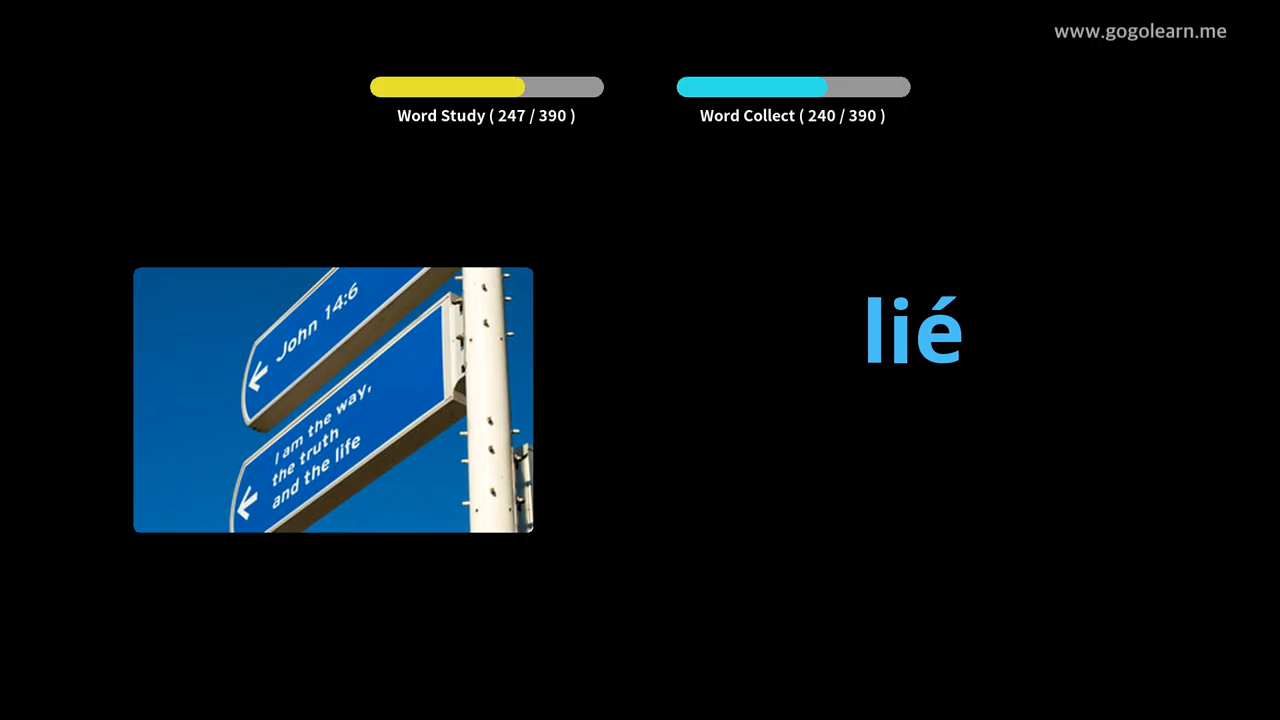 www.gogolearn.me
Word Study ( 247 / 390 )
Word Collect ( 240 / 390 )
John 14:6
I am the way,
the truth
and the life
lié